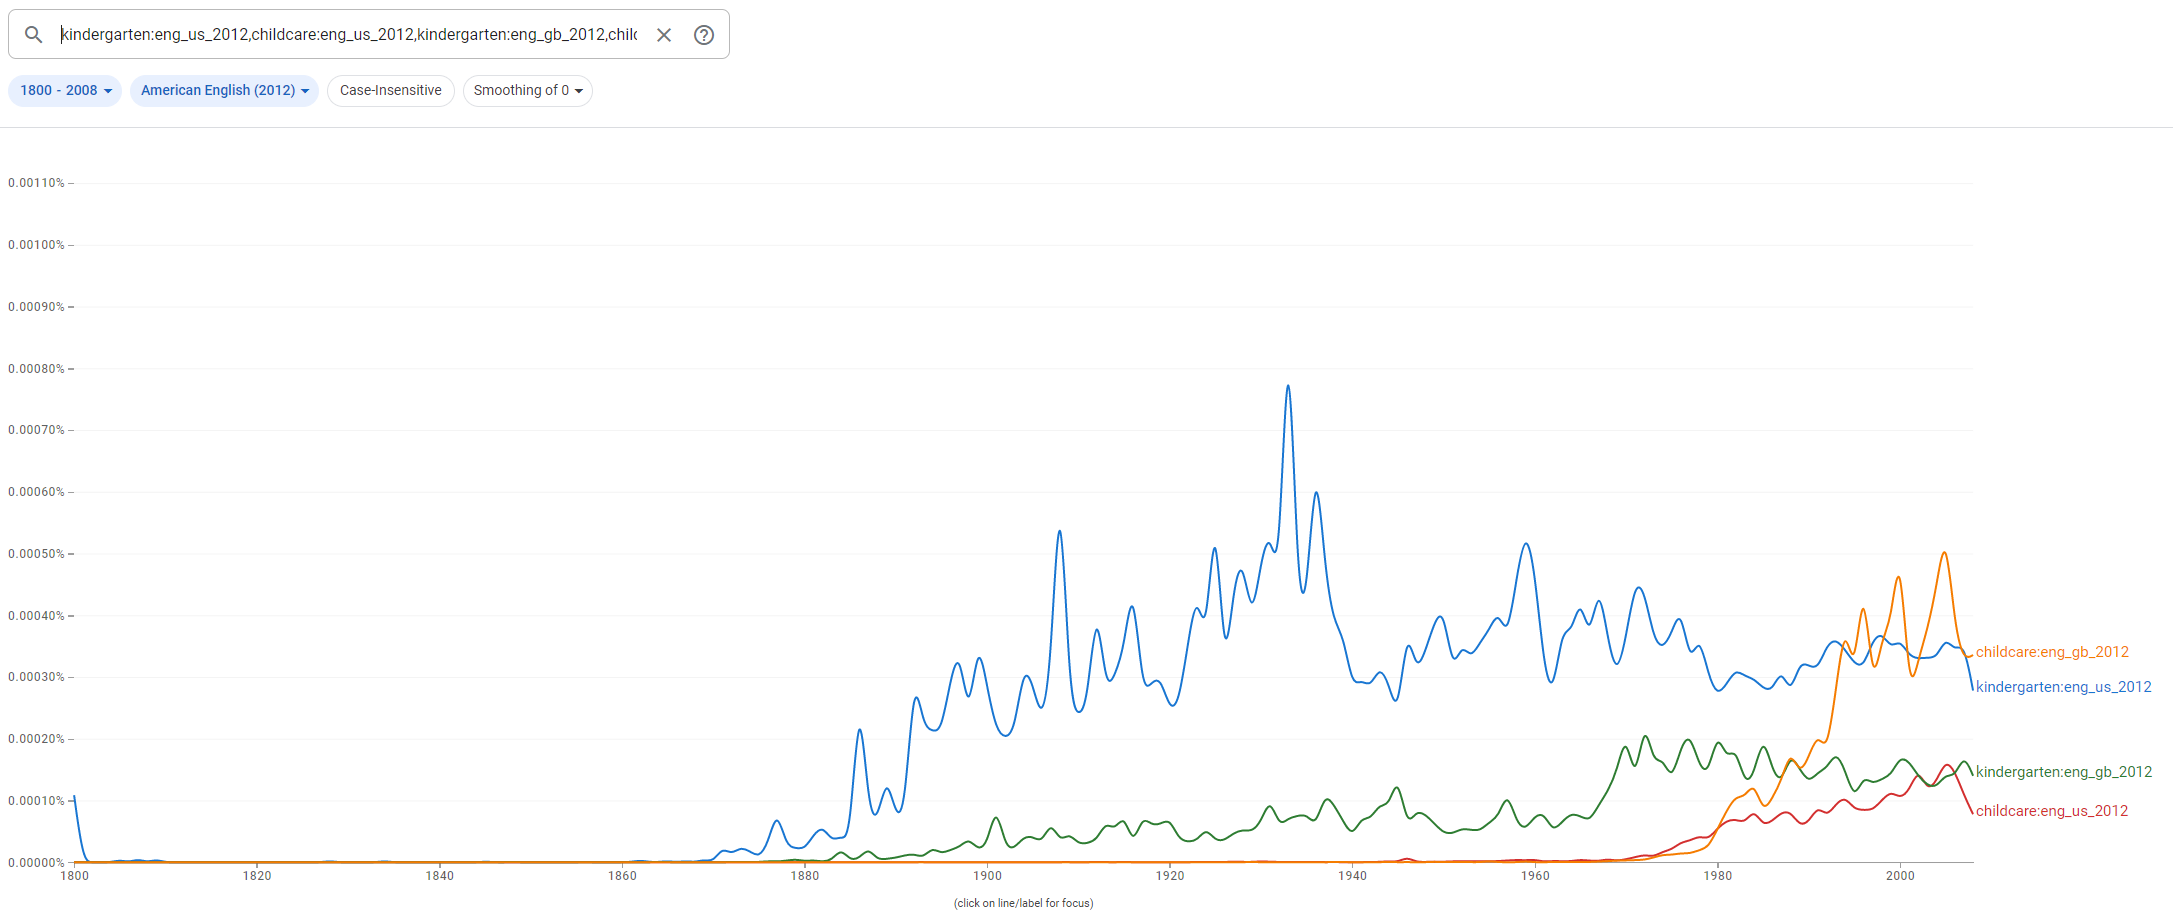 kindergarten:eng_us_2012,childcare:eng_us_2012,kindergarten:eng_gb_2012,chilc
1800 - 2008 American English (2012) Case-Insensitive Smoothing of 0
0.00110%
0.00100%
0.00090%
0.00080%
0.00070%
0.00060%
0.00050%
0.00040%
0.00030%
0.00020%
0.00010%
0.00000%
childcare:eng_gb_2012
kindergarten:eng_us_2012
kindergarten:eng_gb_2012
childcare:eng_us_2012
1800 1820 1840 1860 1880 1900 1920 1940 1960 1980 2000
(click on line/label for focus)